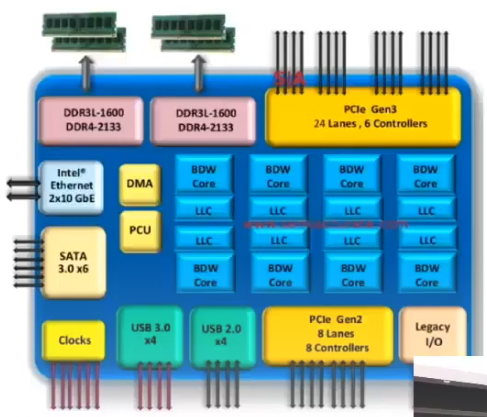 DDR3L-1600
DDR4-2133
DDR3L-1600
DDR4-2133
SiA
PCIe Gen3
24 Lanes , 6 Controllers
Intel®
Ethernet
2x10 GbE
DMA
PCU
SATA
3.0 x6
BDW
Core
BDW
Core
BDW
Core
BDW
Core
LLC
LLC
LLC
LLC
LLC
LLC
LLC
LLC
BDW
Core
BDW
Core
BDW
Core
BDW
Core
Clocks
USB 3.0
x4
USB 2.0
x4
PCIe Gen2
8 Lanes
8 Controllers
Legacy
I/O